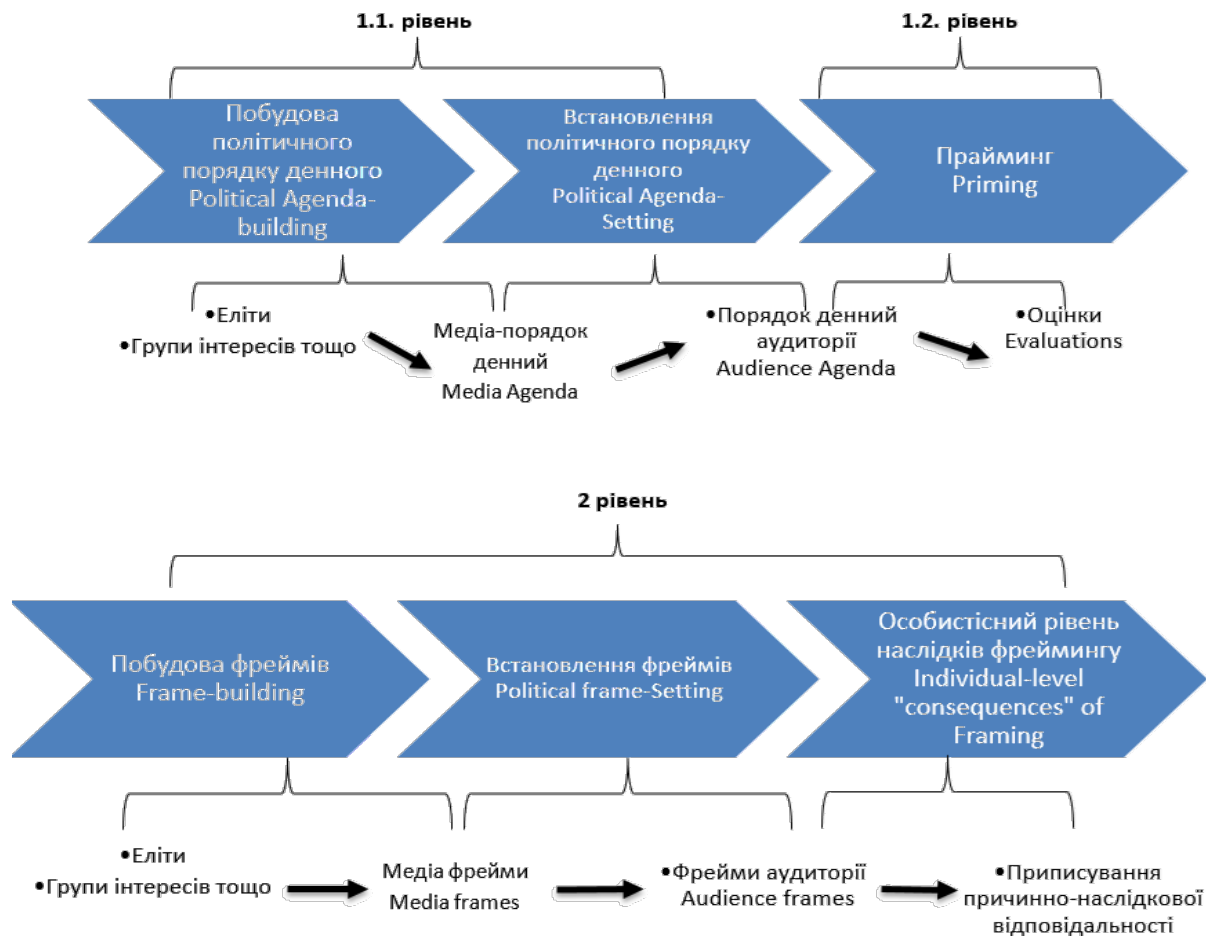 1.1. рівень
1.2. рівень
Побудова
політичного
порядку денного
Political Agenda-
building
Встановлення
політичного порядку
денного
Political Agenda-
Setting
Прайминг
Priming
•Еліти
•Групи інтересів тощо
Медіа-порядок
денний
Media Agenda
•Порядок денний
аудиторії
Audience Agenda
•Оцінки
Evaluations
2 рівень
Побудова фреймів
Frame-building
Встановлення фреймів
Political frame-Setting
Особистісний рівень
наслідків фреймингу
Individual-level
"consequences" of
Framing
•Еліти
•Групи інтересів тощо
Медіа фрейми
Media frames
•Фрейми аудиторії
Audience frames
•Приписування
причинно-наслідкової
відповідальності